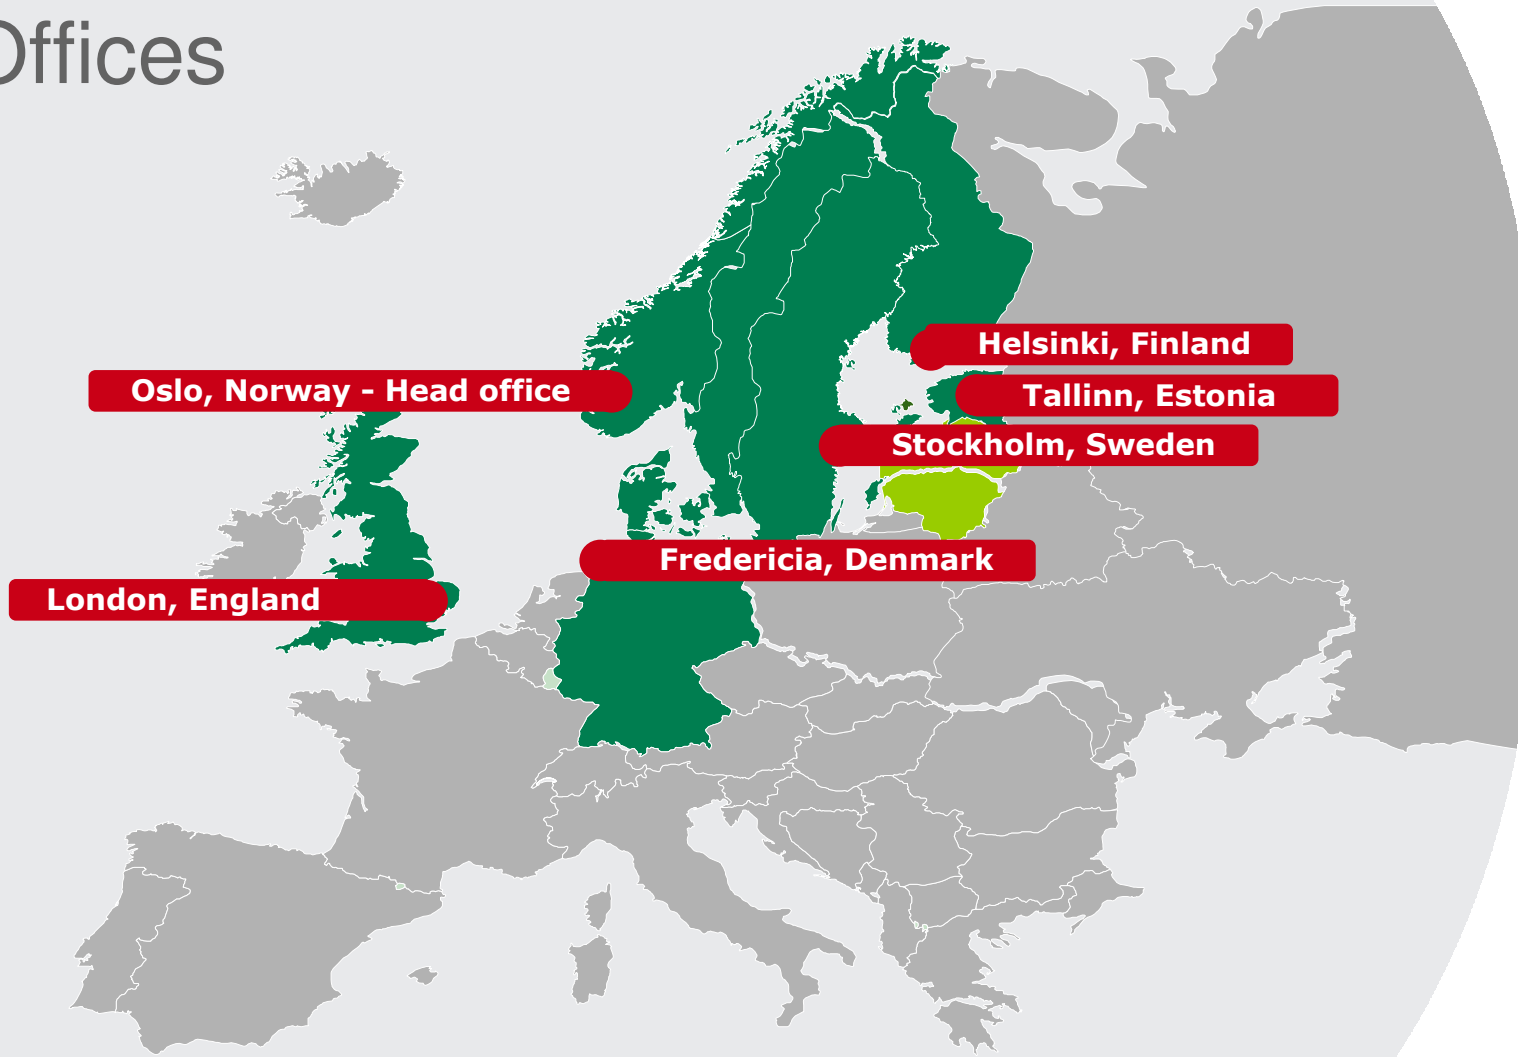 Offices
Helsinki, Finland
Oslo, Norway - Head office
Tallinn, Estonia
Stockholm, Sweden
Fredericia, Denmark
London, England